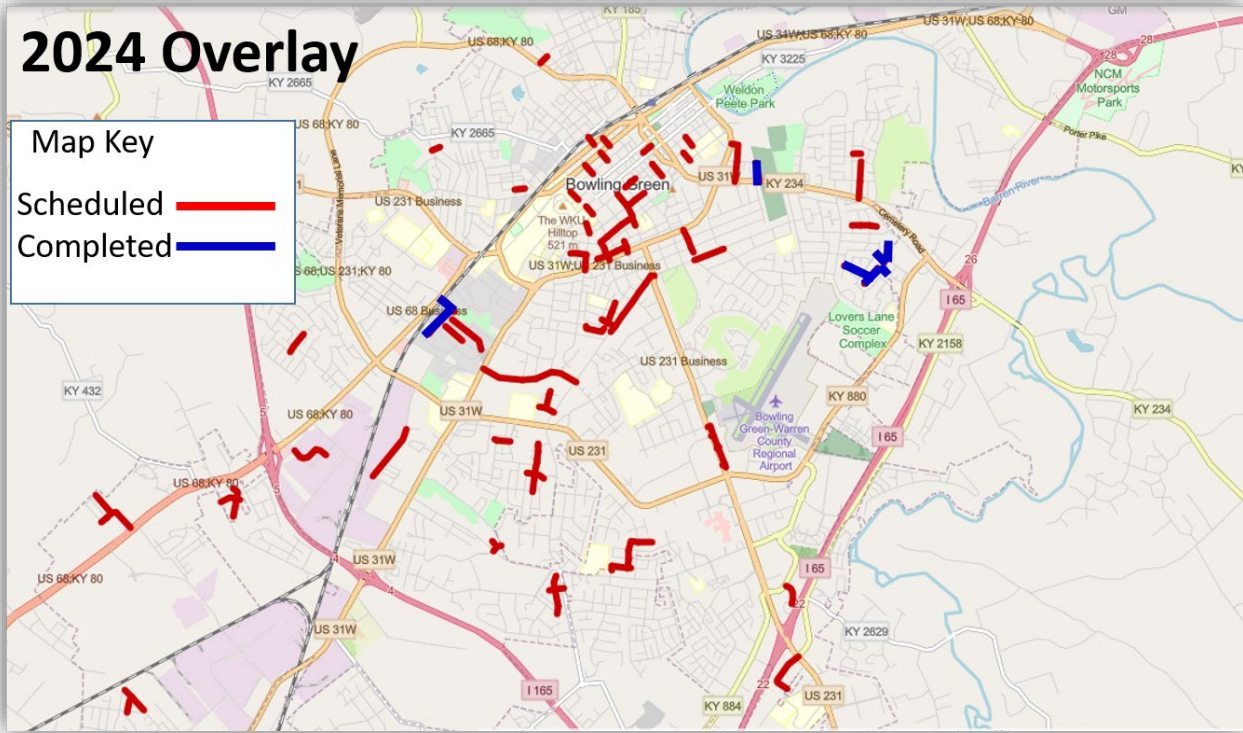 2024 Overlay
Map Key
Scheduled
Completed
KY 185
US 68;KY 80
US 31W;US 68;KY 80
US 31W;US 68;KY 80
GM
28
28
KY 2665
KY 3225
NCM
Motorsports
Park
Weldon
Peete Park
US 68;KY 80
KY 2665
Porter Pike
Veterans Memorial Lane
Bowling Green
US 31W
KY 234
Barren River
US 231 Business
The WKU
Hilltop
521 m
Cemetery Road
26
S 68;US 231;KY 80
US 31W;US 231 Business
I 65
US 68 Business
Lovers Lane
Soccer
Complex
KY 2158
US 231 Business
KY 432
KY 880
KY 234
5
US 68;KY 80
US 31W
Bowling
Green-Warren
County
Regional
Airport
I 65
US 231
US 68;KY 80
5
4
US 31W
I 65
US 68;KY 80
4
22
US 31W
KY 2629
22
I 165
US 231
KY 884